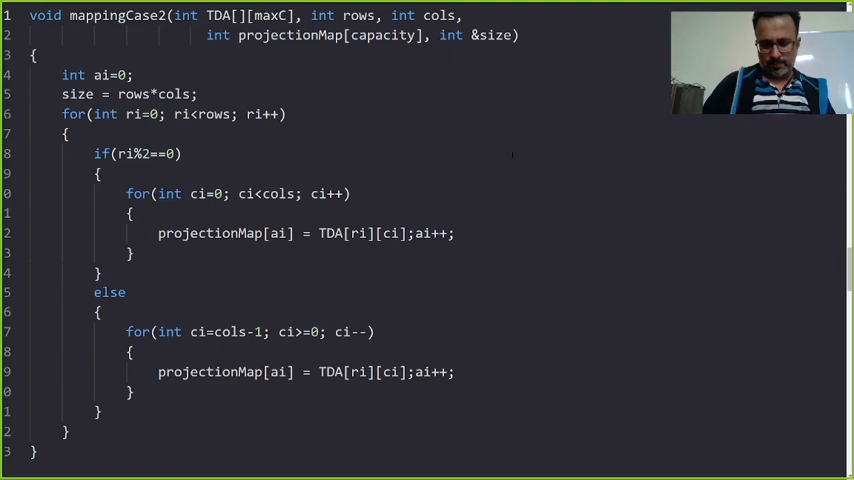 1 void mappingCase2(int TDA[][maxC], int rows, int cols,
2 int projectionMap[capacity], int &size)
3 {
4 int ai=0;
5 size = rows*cols;
6 for(int ri=0; ri<rows; ri++)
7 {
8 if(ri%2==0)
9 {
0 for(int ci=0; ci<cols; ci++)
1 {
2 projectionMap[ai] = TDA[ri][ci];ai++;
3 }
4 }
5 else
6 {
7 for(int ci=cols-1; ci>=0; ci--)
8 {
9 projectionMap[ai] = TDA[ri][ci];ai++;
0 }
1 }
2 }
3 }